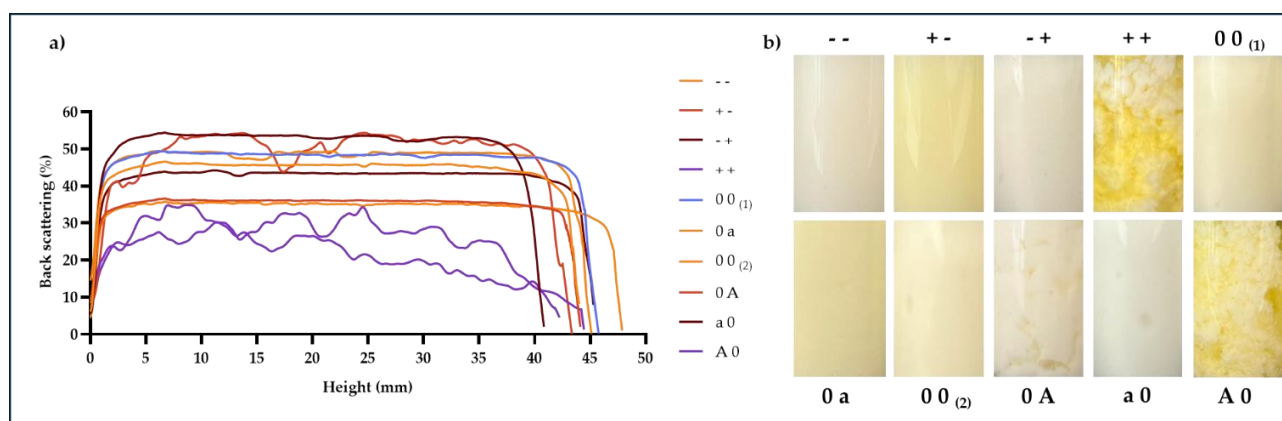 a)
- -
+ -
- +
+ +
0 0 (1)
0 a
0 0 (2)
0 A
a 0
A 0
Back scattering (%)
60
50
40
30
20
10
0
0 5 10 15 20 25 30 35 40 45 50
Height (mm)
b)
- - + - - + + + 0 0 (1)
0 a 0 0 (2) 0 A a 0 A 0